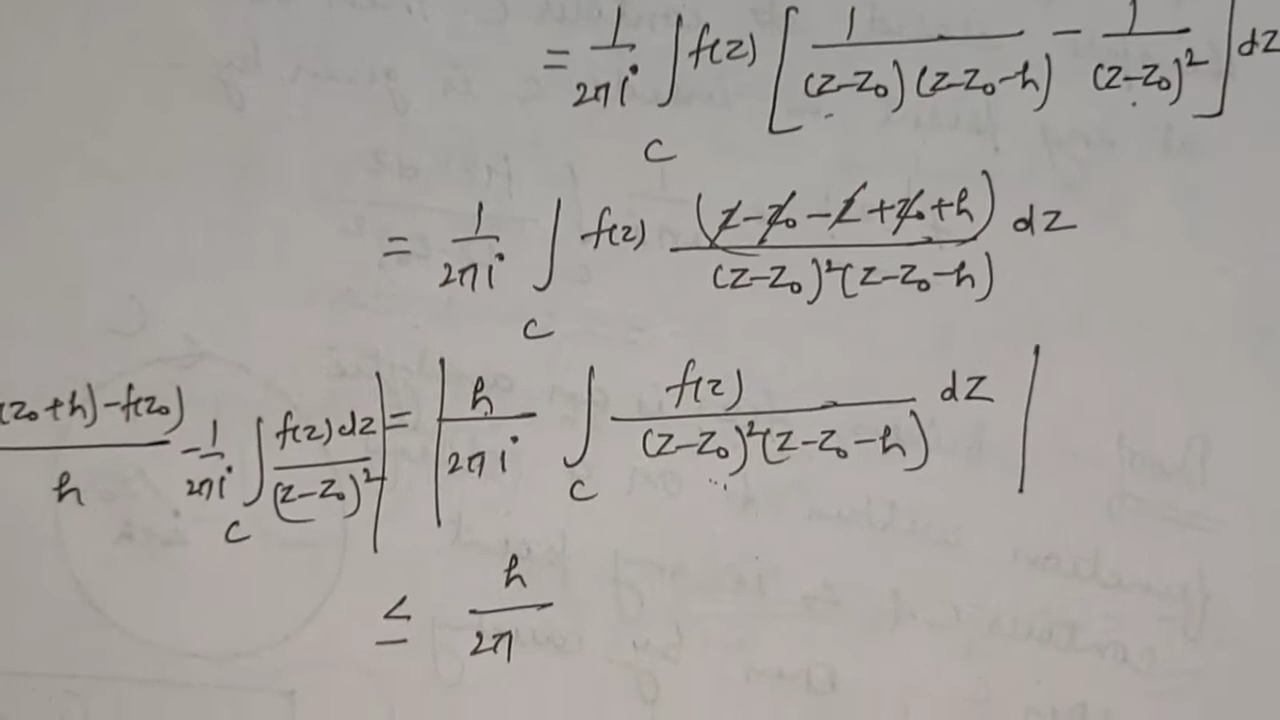 = 1/2πi ∫_C f(z) [ 1/((z-z₀)(z-z₀-h)) - 1/(z-z₀)² ] dz
= 1/2πi ∫_C f(z) (z-z₀-z+z₀+h)/((z-z₀)²(z-z₀-h)) dz
(z₀+h)-f(z₀)/h - 1/2πi ∫_C f(z)dz/(z-z₀)² | = | h/2πi ∫_C f(z)/((z-z₀)²(z-z₀-h)) dz |
≤ h/2π